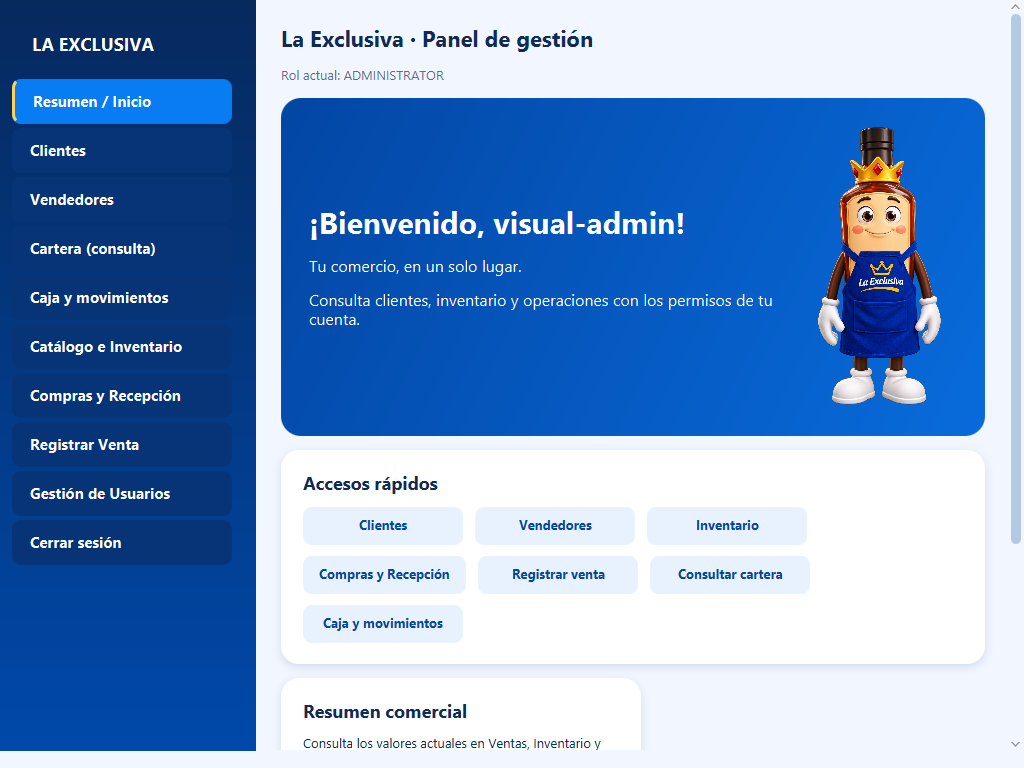 LA EXCLUSIVA
Resumen / Inicio
Clientes
Vendedores
Cartera (consulta)
Caja y movimientos
Catálogo e Inventario
Compras y Recepción
Registrar Venta
Gestión de Usuarios
Cerrar sesión
La Exclusiva · Panel de gestión
Rol actual: ADMINISTRATOR
¡Bienvenido, visual-admin!
Tu comercio, en un solo lugar.
Consulta clientes, inventario y operaciones con los permisos de tu
cuenta.
La Exclusiva
Accesos rápidos
Clientes
Vendedores
Inventario
Compras y Recepción
Registrar venta
Consultar cartera
Caja y movimientos
Resumen comercial
Consulta los valores actuales en Ventas, Inventario y